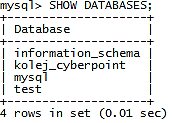 mysql> SHOW DATABASES;
+--------------------+
| Database           |
+--------------------+
| information_schema |
| kolej_cyberpoint   |
| mysql              |
| test               |
+--------------------+
4 rows in set (0.01 sec)